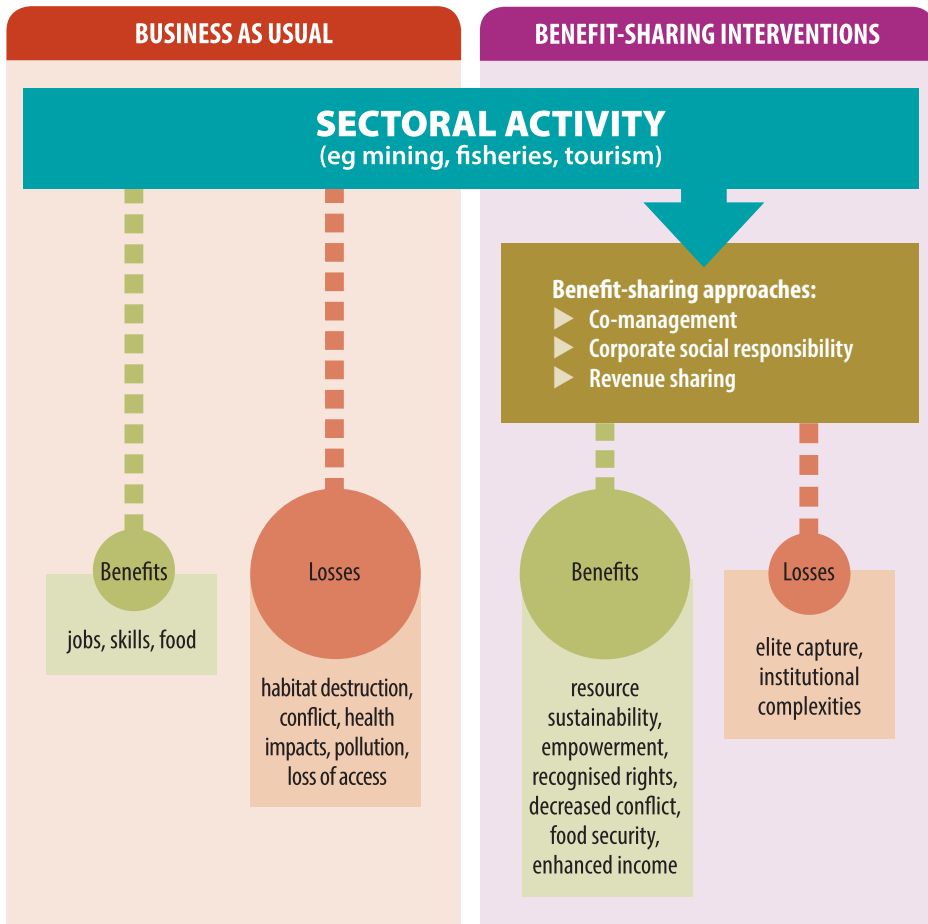 BUSINESS AS USUAL
BENEFIT-SHARING INTERVENTIONS
SECTORAL ACTIVITY
(eg mining, fisheries, tourism)
Benefit-sharing approaches:
Co-management
Corporate social responsibility
Revenue sharing
Benefits
jobs, skills, food
Losses
habitat destruction,
conflict, health
impacts, pollution,
loss of access
Benefits
resource
sustainability,
empowerment,
recognised rights,
decreased conflict,
food security,
enhanced income
Losses
elite capture,
institutional
complexities